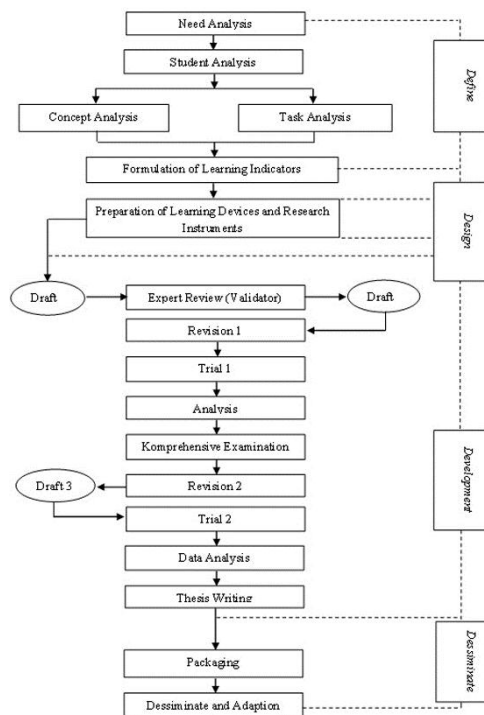 Need Analysis
Student Analysis
Concept Analysis
Task Analysis
Define
Formulation of Learning Indicators
Preparation of Learning Devices and Research
Instruments
Design
Draft
Expert Review (Validator)
Draft
Revision 1
Trial 1
Analysis
Komprehensive Examination
Draft 3
Revision 2
Development
Trial 2
Data Analysis
Thesis Writing
Packaging
Dessiminate
Dessiminate and Adaption